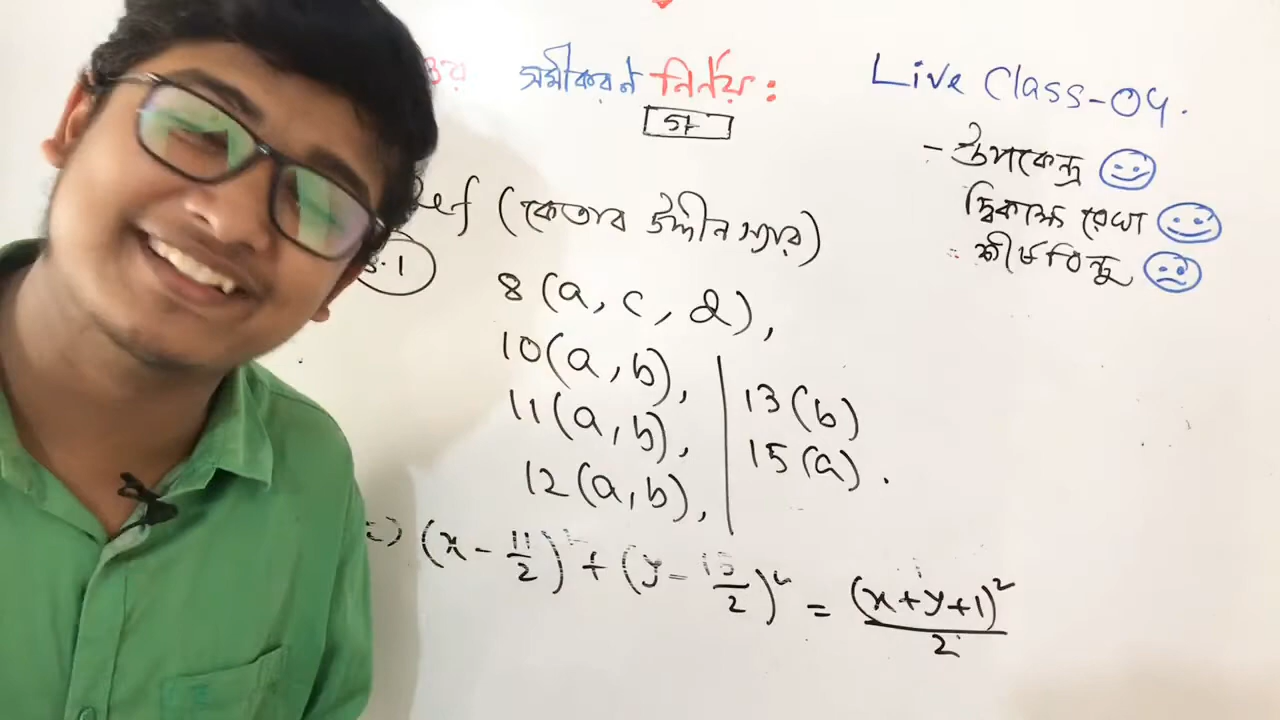 সমীকরণ নির্ণয়:
Live Class-04.
- উপকেন্দ্র
দ্বিকাক্ষ রেখা
শীর্ষবিন্দু
Ref (কেতাব উদ্দীন স্যার)
8 (a, c, d),
10(a, b),
11(a, b),
12(a, b),
13(b)
15(a).
(x - 11/2)² + (y - 15/2)² = (x+y+1)²/2